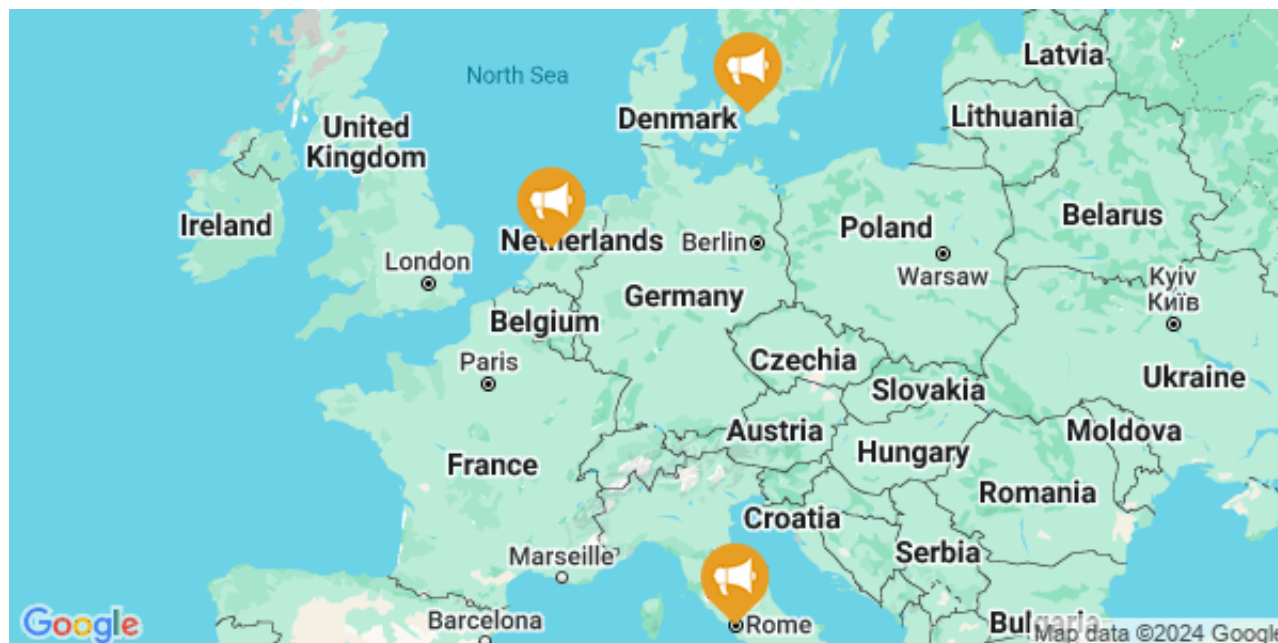 Latvia
North Sea
Denmark
Lithuania
United
Kingdom
Belarus
Ireland
Netherlands
Berlin
Poland
London
Warsaw
Kyiv
Київ
Germany
Belgium
Paris
Czechia
Ukraine
Slovakia
Austria
Moldova
Hungary
France
Romania
Croatia
Serbia
Marseille
Barcelona
Rome
Bulgaria
Google
Map data ©2024 Google